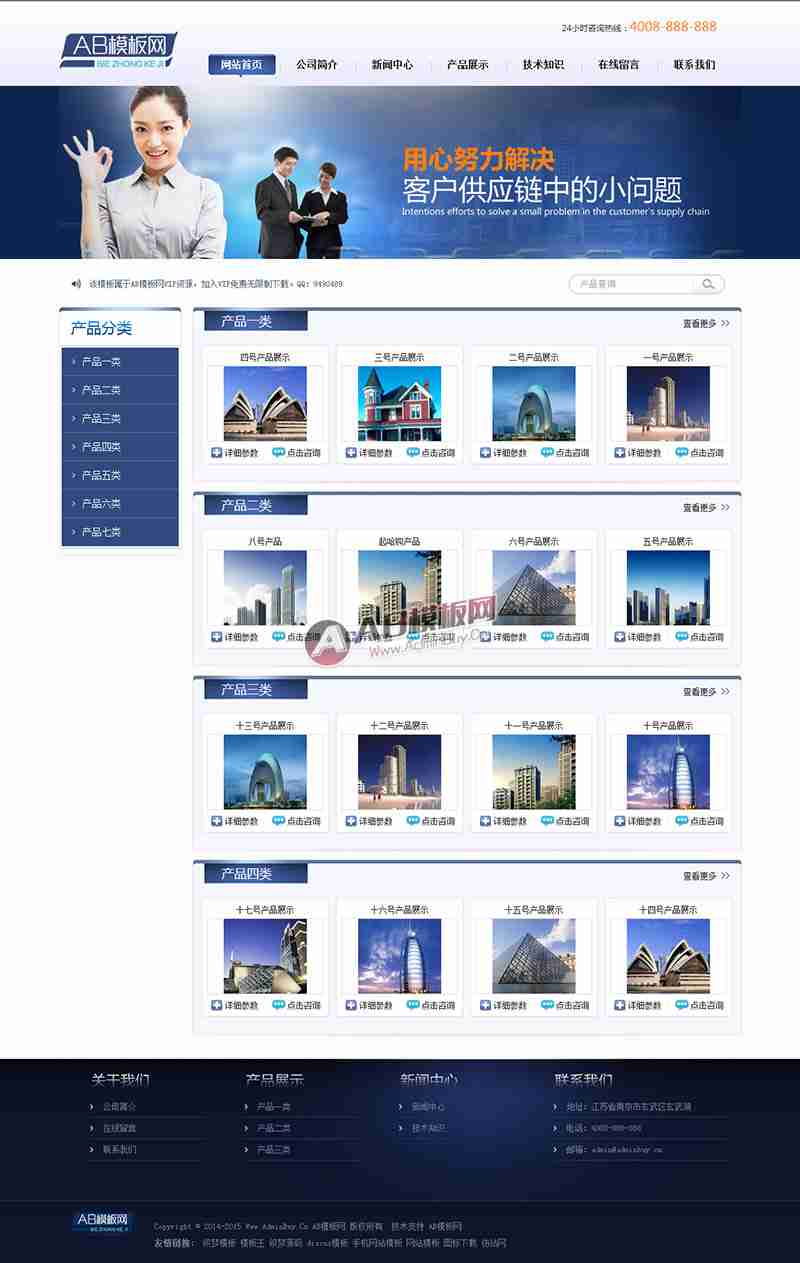 24小时咨询热线：4008-888-888
AB模板网
WEI ZHONG KE JI
网站首页 公司简介 新闻中心 产品展示 技术知识 在线留言 联系我们
用心努力解决
客户供应链中的小问题
Intentions efforts to solve a small problem in the customer's supply chain
该模板属于AB模板网VIP资源，加入VIP免费无限制下载。QQ: 9490489
产品查询
产品分类
产品一类
产品二类
产品三类
产品四类
产品五类
产品六类
产品七类
产品一类 查看更多 >>
四号产品展示 三号产品展示 二号产品展示 一号产品展示
详细参数 点击咨询 详细参数 点击咨询 详细参数 点击咨询 详细参数 点击咨询
产品二类 查看更多 >>
八号产品 起哈购产品 六号产品展示 五号产品展示
详细参数 点击咨询 详细参数 点击咨询 详细参数 点击咨询 详细参数 点击咨询
AB模板网
www.AdminBuy.Cn
产品三类 查看更多 >>
十三号产品展示 十二号产品展示 十一号产品展示 十号产品展示
详细参数 点击咨询 详细参数 点击咨询 详细参数 点击咨询 详细参数 点击咨询
产品四类 查看更多 >>
十七号产品展示 十六号产品展示 十五号产品展示 十四号产品展示
详细参数 点击咨询 详细参数 点击咨询 详细参数 点击咨询 详细参数 点击咨询
关于我们 产品展示 新闻中心 联系我们
公司简介 产品一类 新闻中心 地址：江苏省南京市玄武区玄武湖
在线留言 产品二类 技术知识 电话：4008-888-888
联系我们 产品三类 邮箱：admin@adminbuy.cn
AB模板网
Copyright © 2014-2015 Www.AdminBuy.Cn AB模板网 版权所有 技术支持 AB模板网
友情链接： 织梦模板 模板王 织梦源码 discuz模板 手机网站模板 网站模板 图标下载 仿站网